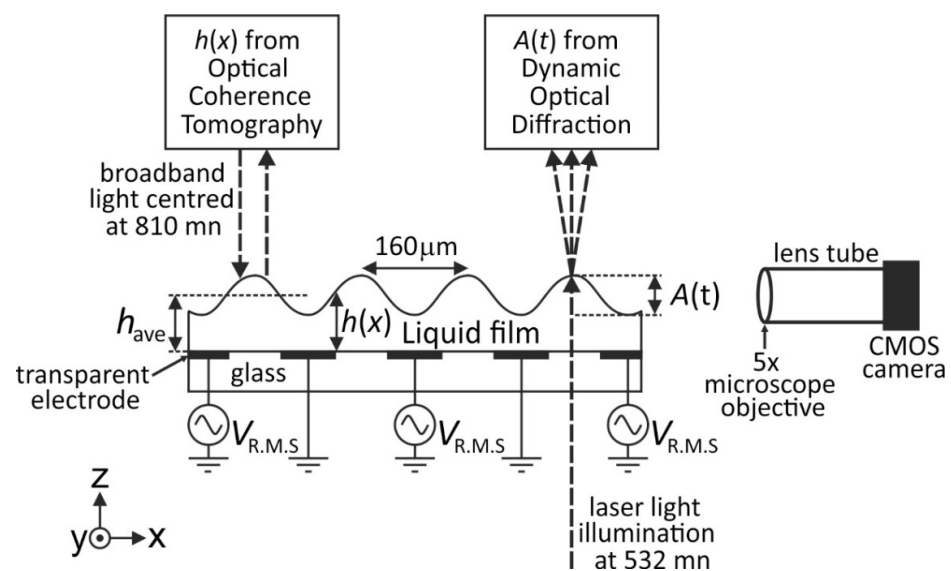 h(x) from
Optical
Coherence
Tomography
A(t) from
Dynamic
Optical
Diffraction
broadband
light centred
at 810 mn
160μm
lens tube
A(t)
h_ave
h(x)
Liquid film
transparent
electrode
glass
5x
microscope
objective
CMOS
camera
V_R.M.S
V_R.M.S
V_R.M.S
z
y
x
laser light
illumination
at 532 mn